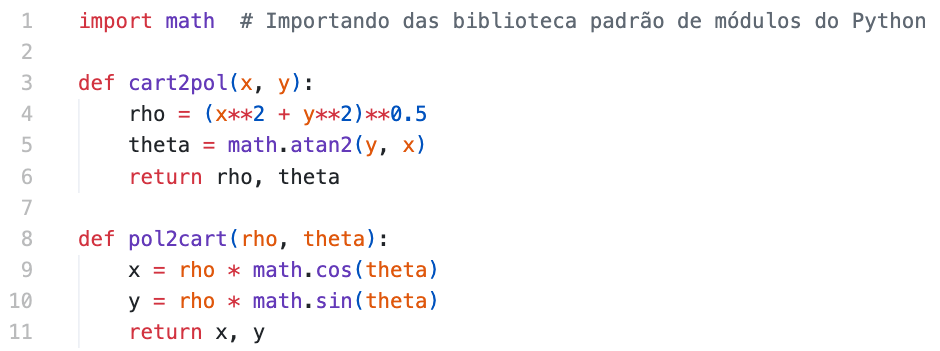 1 import math  # Importando das biblioteca padrão de módulos do Python
2
3 def cart2pol(x, y):
4     rho = (x**2 + y**2)**0.5
5     theta = math.atan2(y, x)
6     return rho, theta
7
8 def pol2cart(rho, theta):
9     x = rho * math.cos(theta)
10     y = rho * math.sin(theta)
11     return x, y